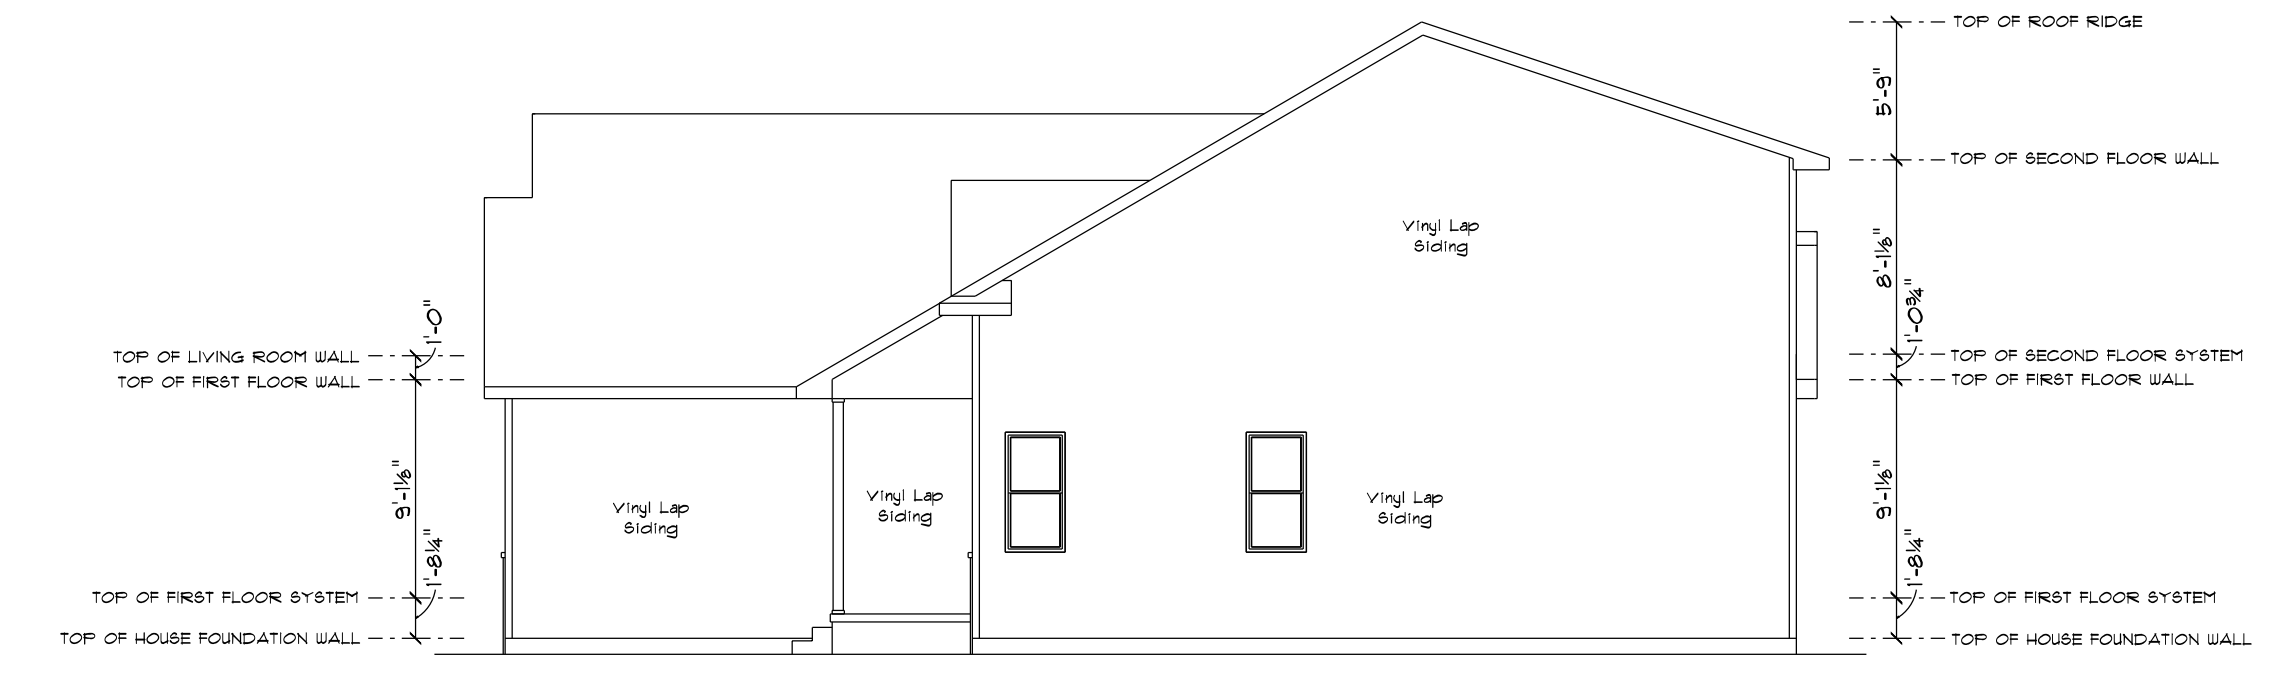 TOP OF ROOF RIDGE
5'-9"
TOP OF SECOND FLOOR WALL
Vinyl Lap
Siding
8'-1⅛"
1'-0¾"
1'-0"
TOP OF LIVING ROOM WALL
TOP OF SECOND FLOOR SYSTEM
TOP OF FIRST FLOOR WALL
TOP OF FIRST FLOOR WALL
9'-1⅛"
Vinyl Lap
Siding
Vinyl Lap
Siding
Vinyl Lap
Siding
9'-1⅛"
1'-8¼"
1'-8¼"
TOP OF FIRST FLOOR SYSTEM
TOP OF FIRST FLOOR SYSTEM
TOP OF HOUSE FOUNDATION WALL
TOP OF HOUSE FOUNDATION WALL